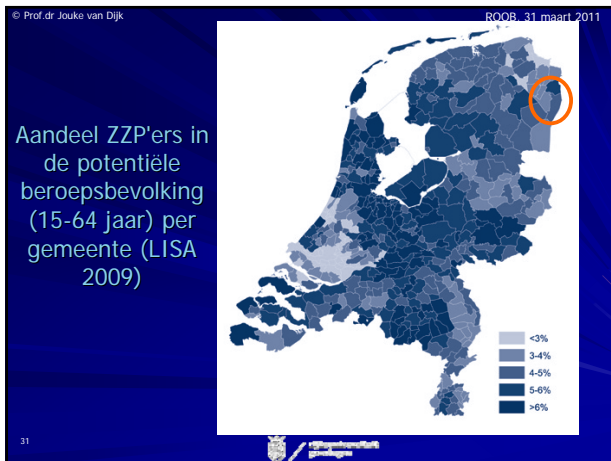 © Prof.dr Jouke van Dijk
ROOB, 31 maart 2011
Aandeel ZZP'ers in
de potentiële
beroepsbevolking
(15-64 jaar) per
gemeente (LISA
2009)
<3%
3-4%
4-5%
5-6%
>6%
31